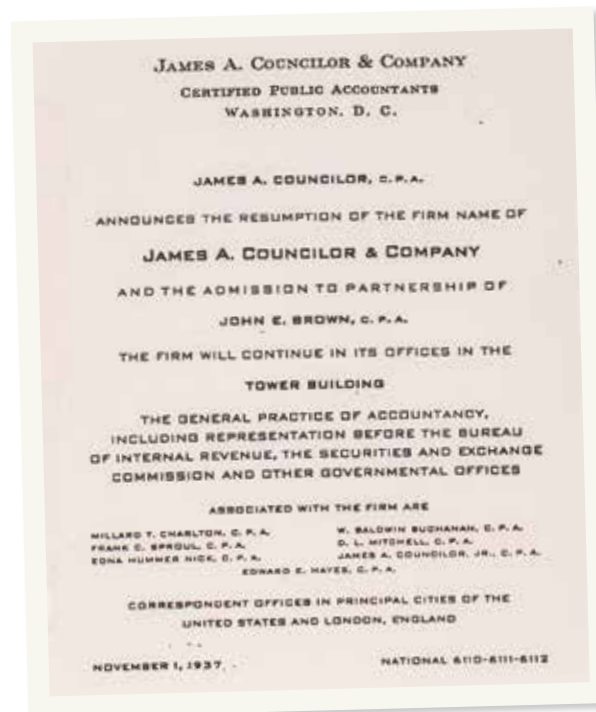 JAMES A. COUNCILOR & COMPANY
CERTIFIED PUBLIC ACCOUNTANTS
WASHINGTON, D. C.
JAMES A. COUNCILOR, C. P. A.
ANNOUNCES THE RESUMPTION OF THE FIRM NAME OF
JAMES A. COUNCILOR & COMPANY
AND THE ADMISSION TO PARTNERSHIP OF
JOHN E. BROWN, C. P. A.
THE FIRM WILL CONTINUE IN ITS OFFICES IN THE
TOWER BUILDING
THE GENERAL PRACTICE OF ACCOUNTANCY,
INCLUDING REPRESENTATION BEFORE THE BUREAU
OF INTERNAL REVENUE, THE SECURITIES AND EXCHANGE
COMMISSION AND OTHER GOVERNMENTAL OFFICES
ASSOCIATED WITH THE FIRM ARE
MILLARD T. CHARLTON, C. P. A. W. BALDWIN BUCHANAN, C. P. A.
FRANK C. SPROUL, C. P. A. D. L. MITCHELL, C. P. A.
EDNA HUMMER NICK, C. P. A. JAMES A. COUNCILOR, JR., C. P. A.
EDWARD E. HAYES, C. P. A.
CORRESPONDENT OFFICES IN PRINCIPAL CITIES OF THE
UNITED STATES AND LONDON, ENGLAND
NOVEMBER 1, 1937 NATIONAL 6110-6111-6112